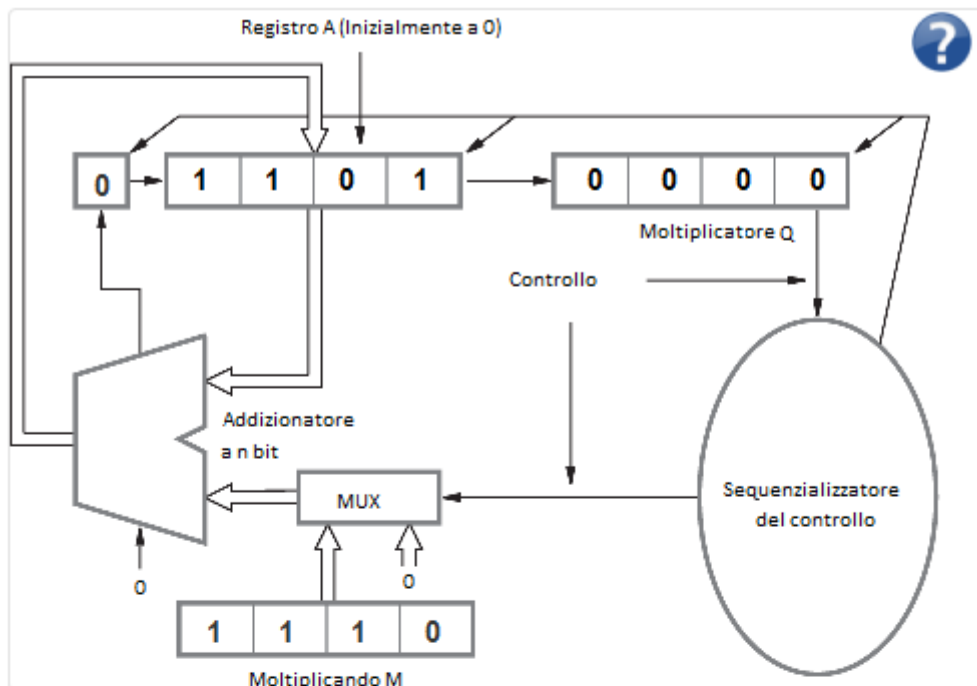 Registro A (Inizialmente a 0)
?
0 1 1 0 1 0 0 0 0
Moltiplicatore Q
Controllo
Addizionatore
a n bit
MUX
Sequenzializzatore
del controllo
0
0
1 1 1 0
Moltiplicando M